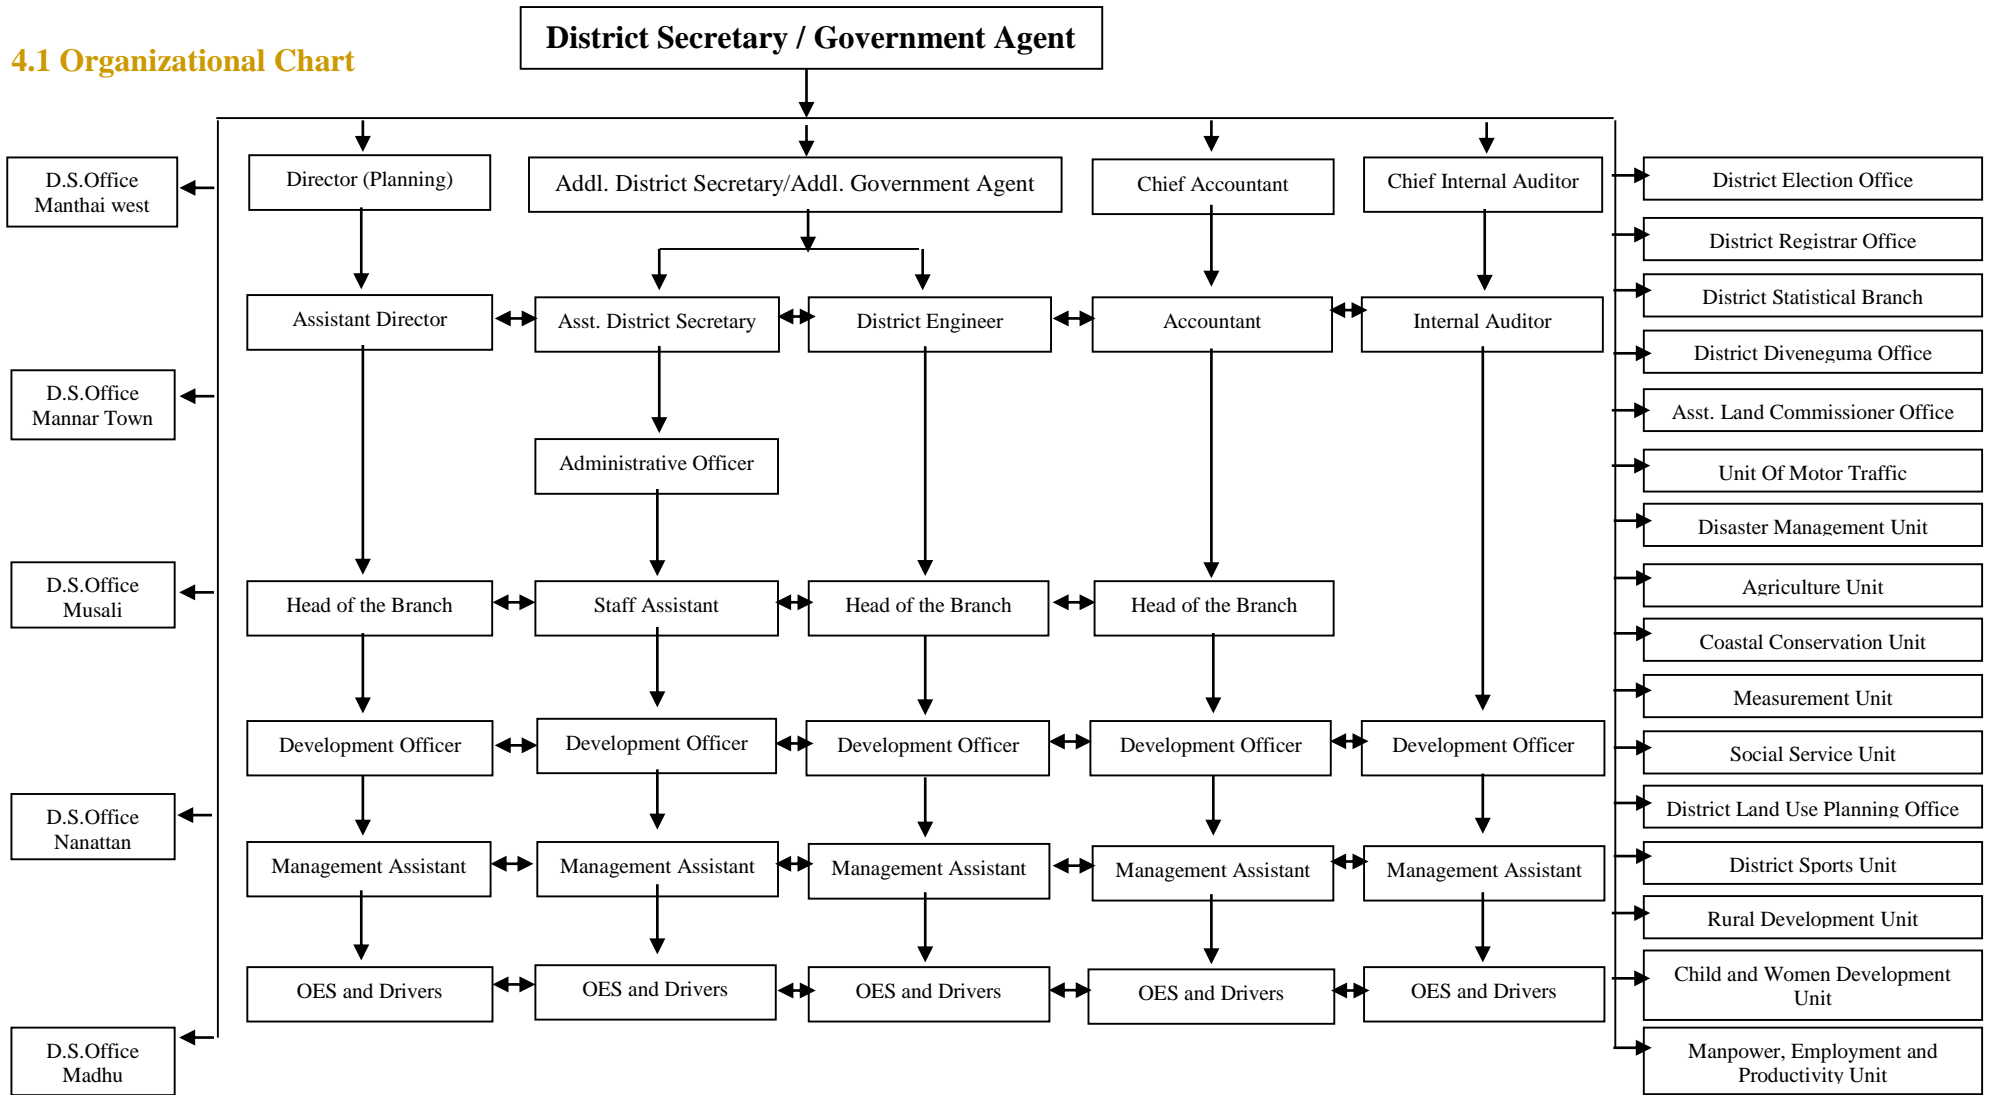 District Secretary / Government Agent
4.1 Organizational Chart
D.S.Office
Manthai west
D.S.Office
Mannar Town
D.S.Office
Musali
D.S.Office
Nanattan
D.S.Office
Madhu
Director (Planning)
Addl. District Secretary/Addl. Government Agent
Chief Accountant
Chief Internal Auditor
Assistant Director
Asst. District Secretary
District Engineer
Accountant
Internal Auditor
Administrative Officer
Head of the Branch
Staff Assistant
Head of the Branch
Head of the Branch
Development Officer
Development Officer
Development Officer
Development Officer
Development Officer
Management Assistant
Management Assistant
Management Assistant
Management Assistant
Management Assistant
OES and Drivers
OES and Drivers
OES and Drivers
OES and Drivers
OES and Drivers
District Election Office
District Registrar Office
District Statistical Branch
District Diveneguma Office
Asst. Land Commissioner Office
Unit Of Motor Traffic
Disaster Management Unit
Agriculture Unit
Coastal Conservation Unit
Measurement Unit
Social Service Unit
District Land Use Planning Office
District Sports Unit
Rural Development Unit
Child and Women Development
Unit
Manpower, Employment and
Productivity Unit